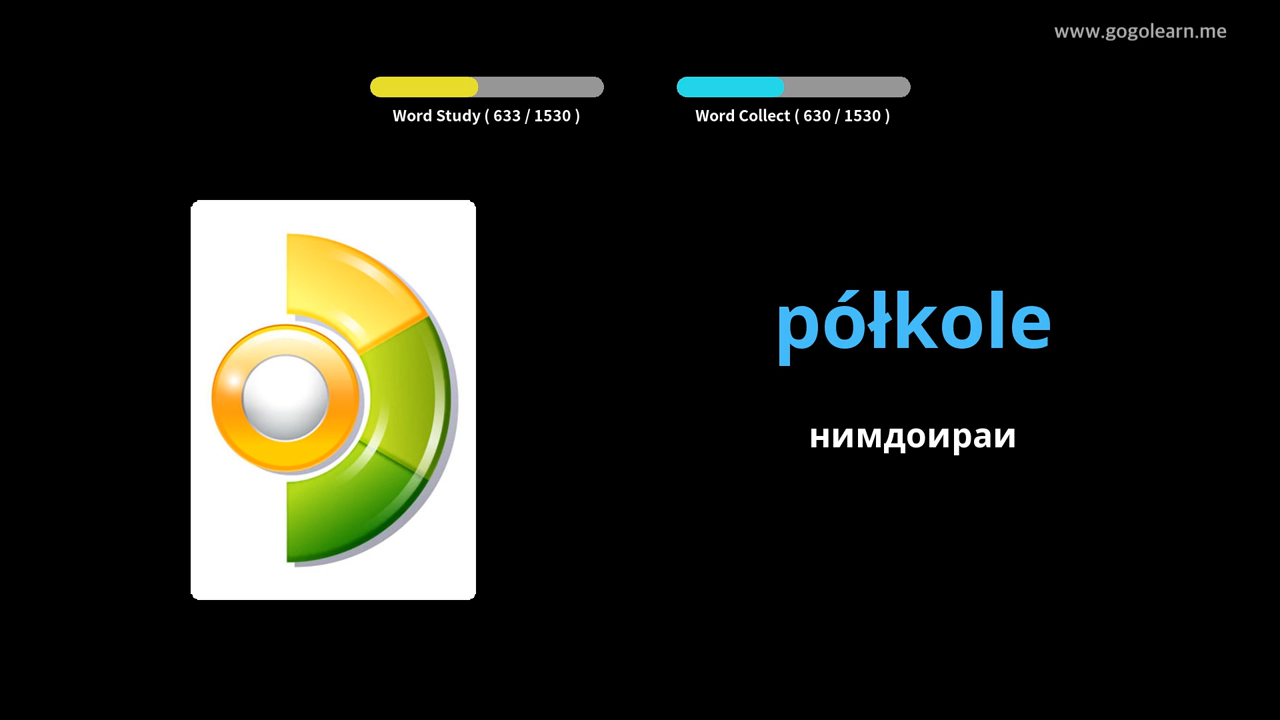 www.gogolearn.me
Word Study ( 633 / 1530 )
Word Collect ( 630 / 1530 )
półkole
нимдоираи